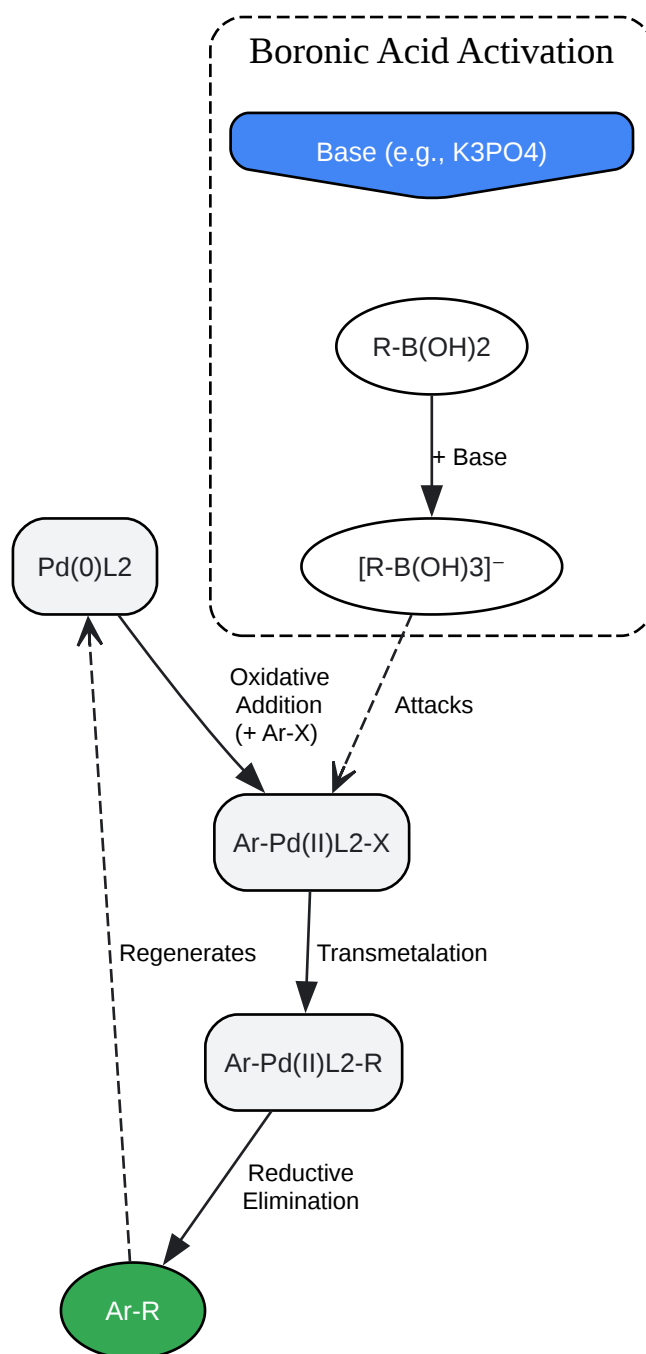 Boronic Acid Activation
Base (e.g., K3PO4)
R-B(OH)2
+ Base
Pd(0)L2
[R-B(OH)3]⁻
Oxidative
Addition
(+ Ar-X)
Attacks
Ar-Pd(II)L2-X
Regenerates
Transmetalation
Ar-Pd(II)L2-R
Reductive
Elimination
Ar-R